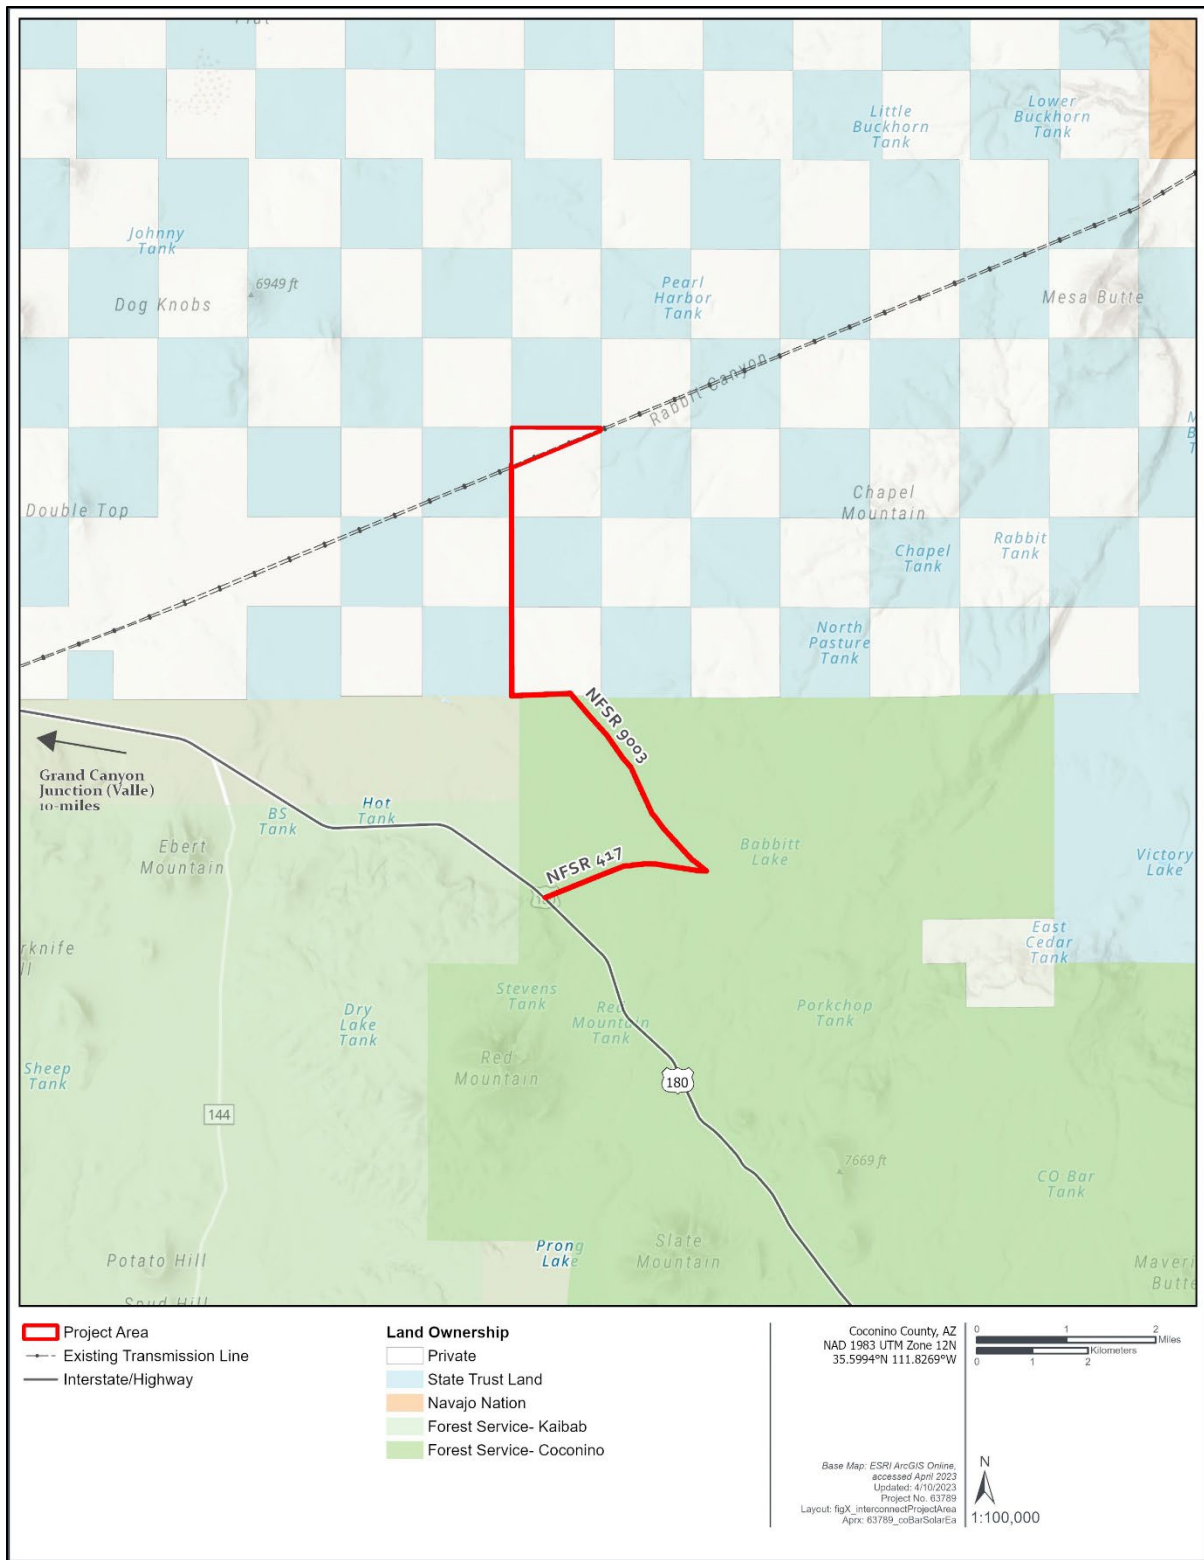 Little
Buckhorn
Tank
Lower
Buckhorn
Tank
Johnny
Tank
Dog Knobs
6949 ft
Pearl
Harbor
Tank
Mesa Butte
Rabbit Canyon
Double Top
Chapel
Mountain
Chapel
Tank
Rabbit
Tank
North
Pasture
Tank
NFSR 9003
Grand Canyon
Junction (Valle)
10-miles
BS
Tank
Hot
Tank
Ebert
Mountain
NFSR 417
Babbitt
Lake
Victory
Lake
rknife
East
Cedar
Tank
Stevens
Tank
Dry
Lake
Tank
Red
Mountain
Tank
Porkchop
Tank
Red
Mountain
Sheep
Tank
180
144
7669 ft
CO Bar
Tank
Potato Hill
Prong
Lake
Slate
Mountain
Maveri
Butte
Spud Hill
Project Area
Existing Transmission Line
Interstate/Highway
Land Ownership
Private
State Trust Land
Navajo Nation
Forest Service- Kaibab
Forest Service- Coconino
Coconino County, AZ
NAD 1983 UTM Zone 12N
35.5994°N 111.8269°W
0 1 2
Miles
Kilometers
0 1 2
Base Map: ESRI ArcGIS Online,
accessed April 2023
Updated: 4/10/2023
Project No. 63789
Layout: figX_interconnectProjectArea
Aprx: 63789_coBarSolarEa
N
1:100,000